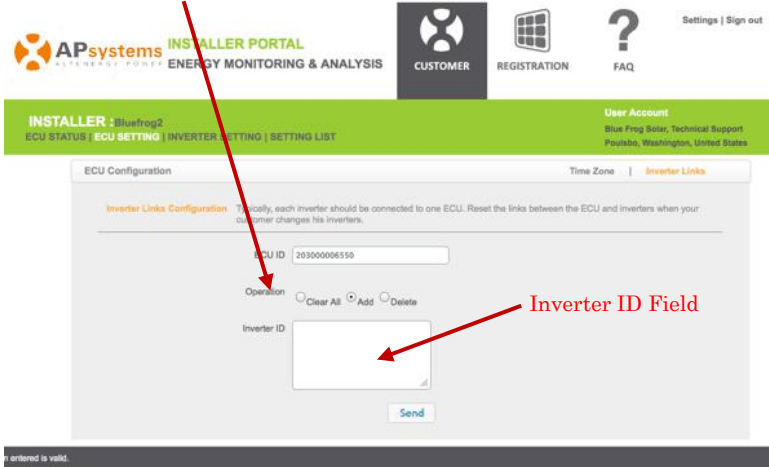 APsystems
ALTENERGY POWER
INSTALLER PORTAL
ENERGY MONITORING & ANALYSIS
CUSTOMER
REGISTRATION
?
FAQ
Settings | Sign out
INSTALLER :Bluefrog2
ECU STATUS | ECU SETTING | INVERTER SETTING | SETTING LIST
User Account
Blue Frog Solar, Technical Support
Poulsbo, Washington, United States
ECU Configuration
Time Zone | Inverter Links
Inverter Links Configuration
Typically, each inverter should be connected to one ECU. Reset the links between the ECU and inverters when your
customer changes his inverters.
ECU ID 203000006550
Operation Clear All Add Delete
Inverter ID Field
Inverter ID
Send
n entered is valid.